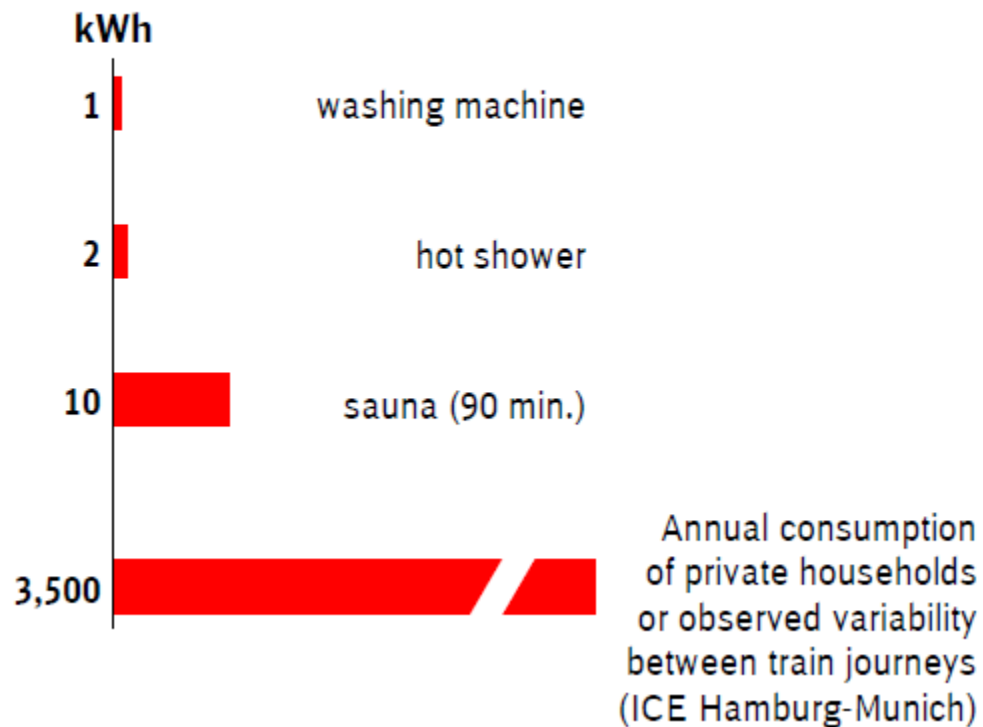 kWh
1 washing machine
2 hot shower
10 sauna (90 min.)
3,500
Annual consumption
of private households
or observed variability
between train journeys
(ICE Hamburg-Munich)